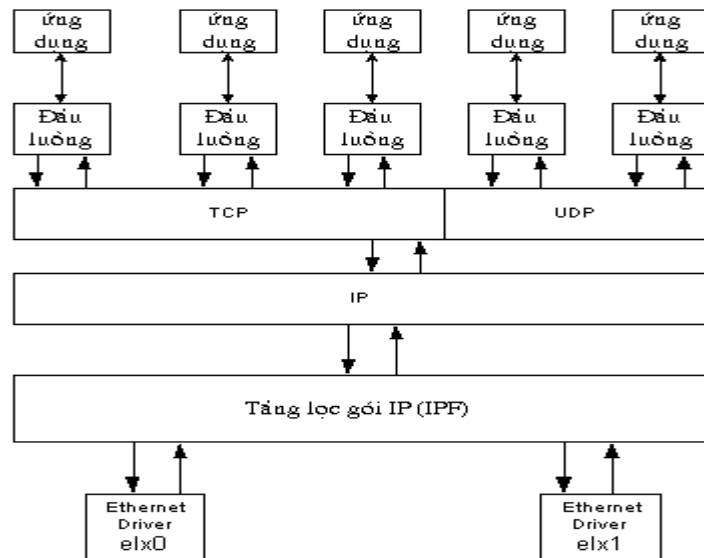 ứng
dụng
ứng
dụng
ứng
dụng
ứng
dụng
ứng
dụng
Đầu
luồng
Đầu
luồng
Đầu
luồng
Đầu
luồng
Đầu
luồng
TCP
UDP
IP
Tầng lọc gói IP (IPF)
Ethernet
Driver
elx0
Ethernet
Driver
elx1